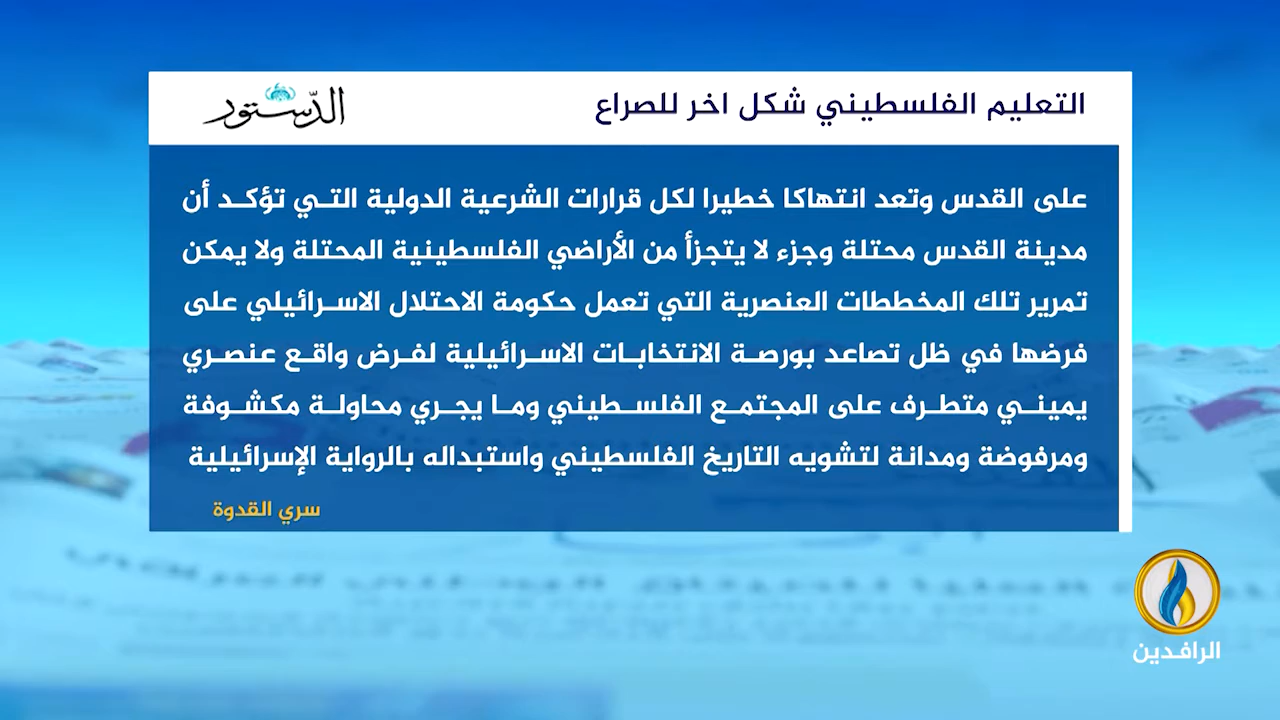 التعليم الفلسطيني شكل اخر للصراع
الدّستور
على القدس وتعد انتهاكا خطيرا لكل قرارات الشرعية الدولية التي تؤكد أن
مدينة القدس محتلة وجزء لا يتجزأ من الأراضي الفلسطينية المحتلة ولا يمكن
تمرير تلك المخططات العنصرية التي تعمل حكومة الاحتلال الاسرائيلي على
فرضها في ظل تصاعد بورصة الانتخابات الاسرائيلية لفرض واقع عنصري
يميني متطرف على المجتمع الفلسطيني وما يجري محاولة مكشوفة
ومرفوضة ومدانة لتشويه التاريخ الفلسطيني واستبداله بالرواية الإسرائيلية
سري القدوة
الرافدين